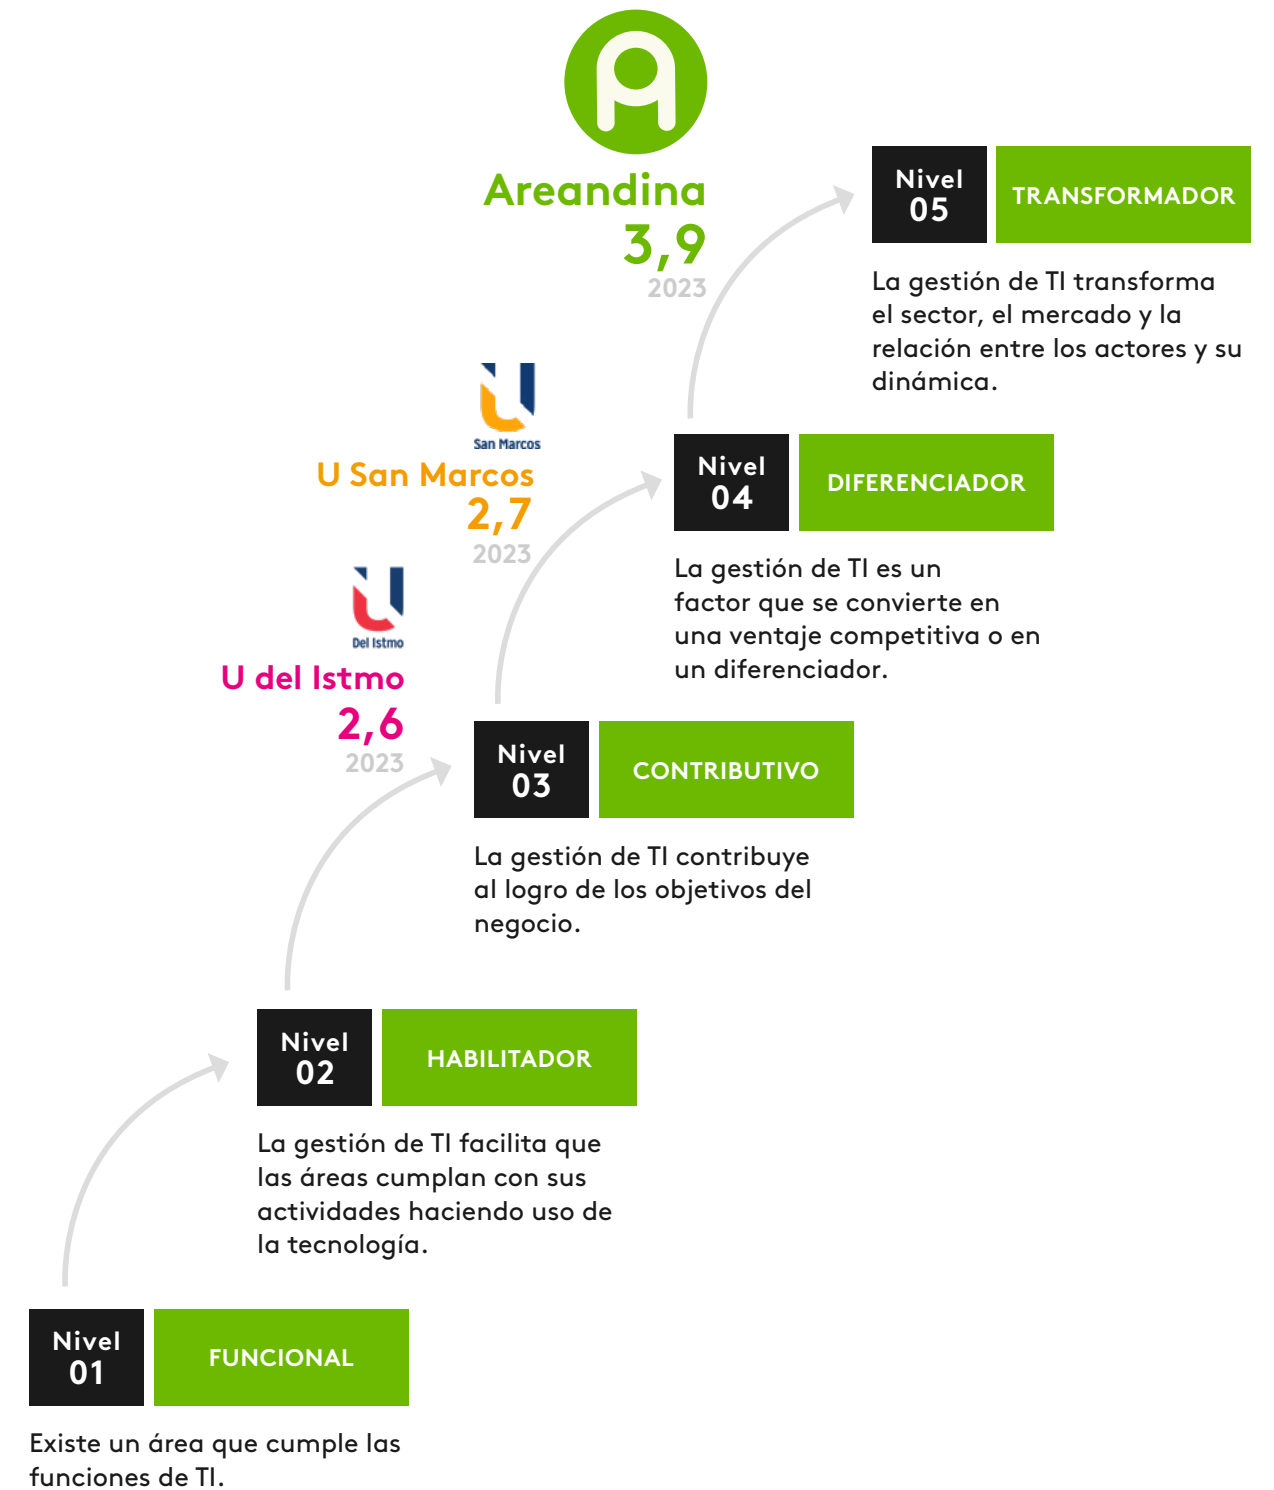 Areandina
3,9
2023
Nivel
05
TRANSFORMADOR
La gestión de TI transforma
el sector, el mercado y la
relación entre los actores y su
dinámica.
San Marcos
U San Marcos
2,7
2023
Nivel
04
DIFERENCIADOR
La gestión de TI es un
factor que se convierte en
una ventaje competitiva o en
un diferenciador.
Del Istmo
U del Istmo
2,6
2023
Nivel
03
CONTRIBUTIVO
La gestión de TI contribuye
al logro de los objetivos del
negocio.
Nivel
02
HABILITADOR
La gestión de TI facilita que
las áreas cumplan con sus
actividades haciendo uso de
la tecnología.
Nivel
01
FUNCIONAL
Existe un área que cumple las
funciones de TI.